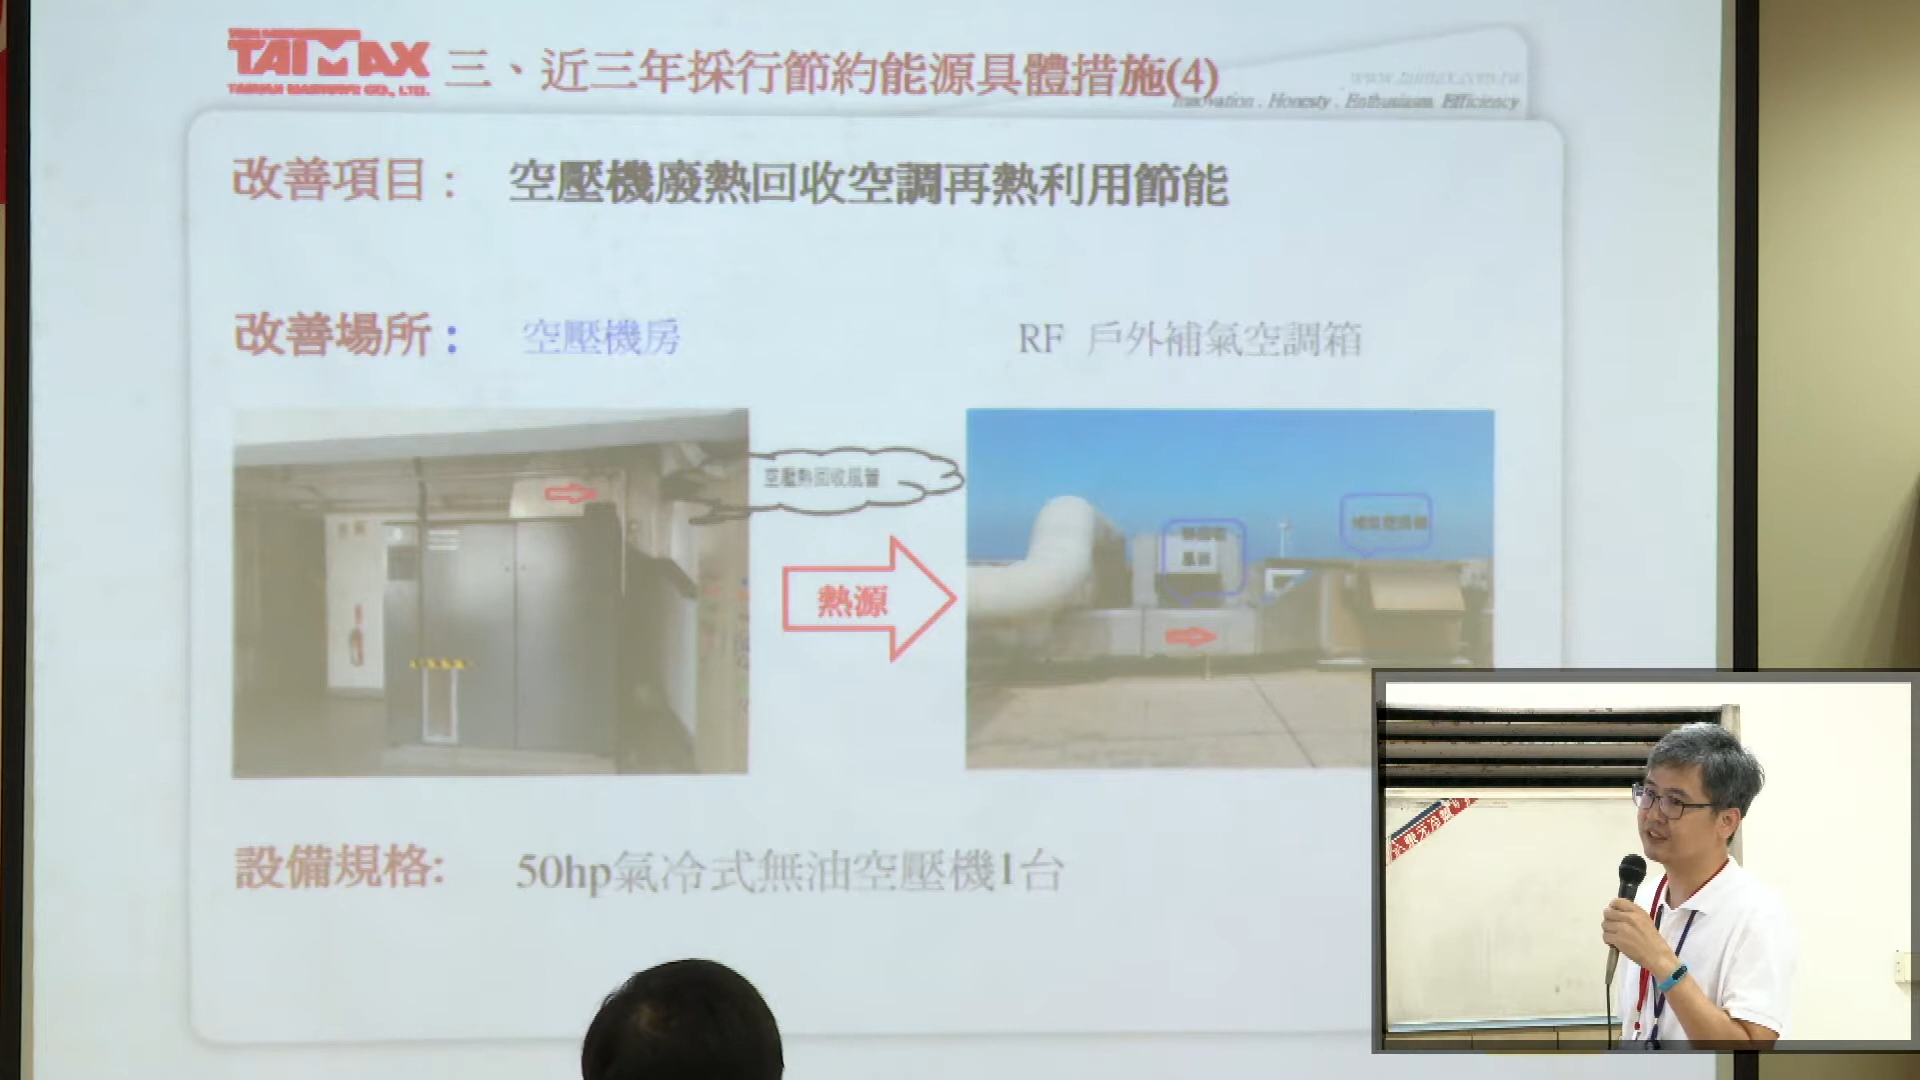 TAIMAX
三、近三年採行節約能源具體措施(4)
www.taimax.com.tw
Innovation . Honesty . Enthusiasm Efficiency
改善項目: 空壓機廢熱回收空調再熱利用節能
改善場所: 空壓機房 RF 戶外補氣空調箱
空壓熱回收風管
熱源
設備規格: 50hp氣冷式無油空壓機1台